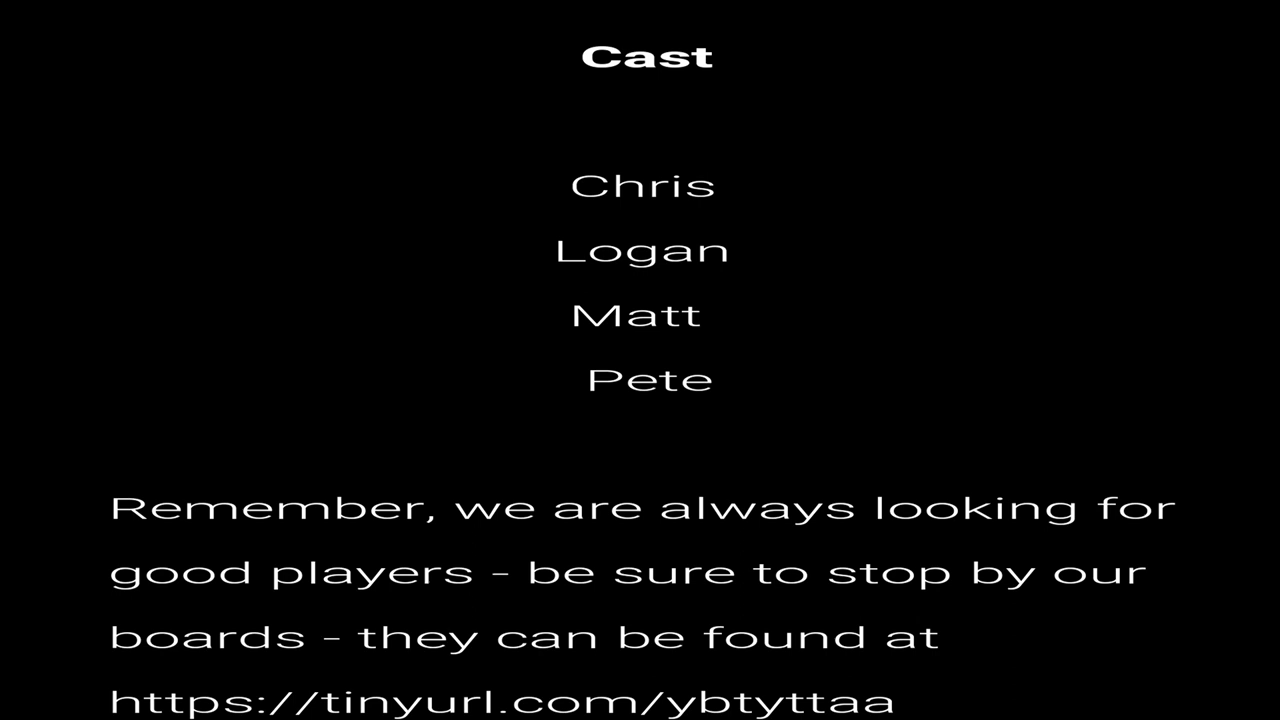 Cast
Chris
Logan
Matt
Pete
Remember, we are always looking for
good players - be sure to stop by our
boards - they can be found at
https://tinyurl.com/ybtyttaa